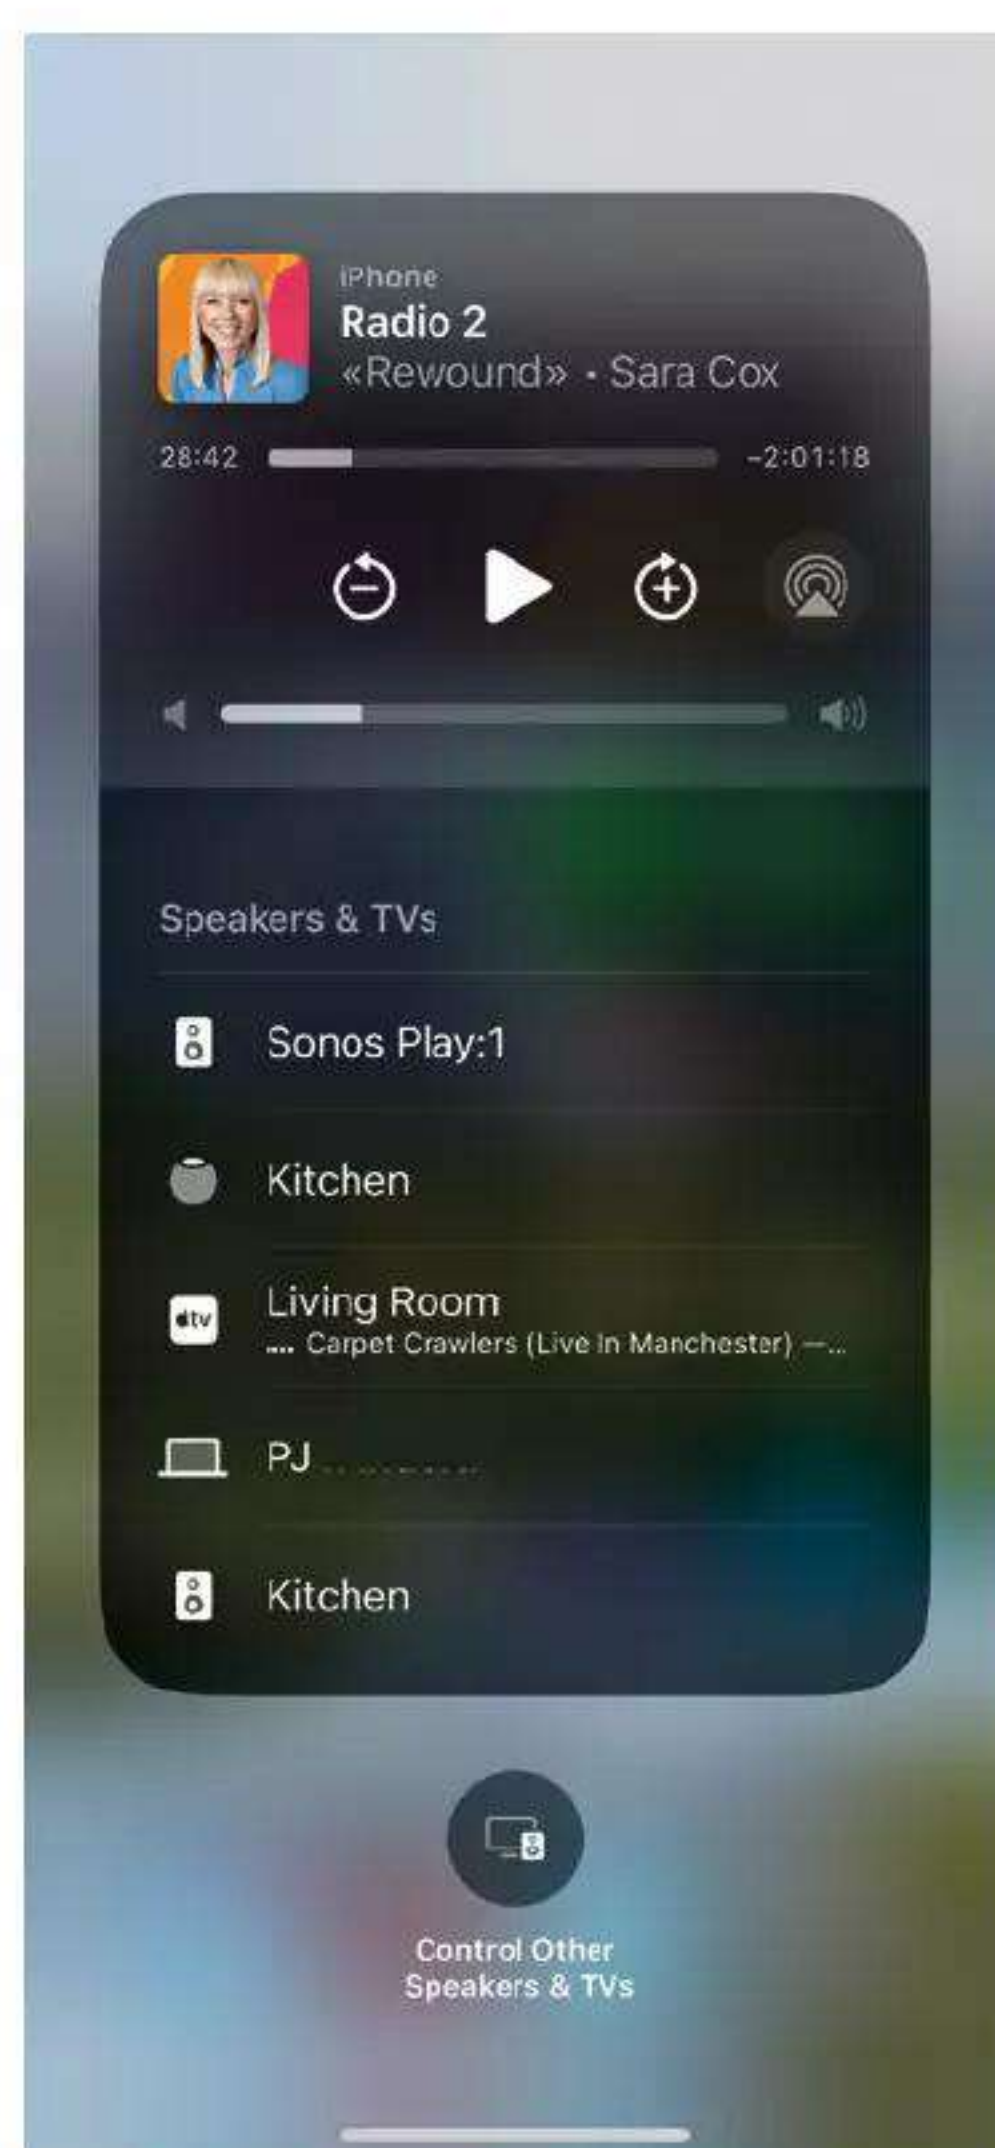 iPhone
Radio 2
«Rewound» • Sara Cox
28:42 -2:01:18
Speakers & TVs
Sonos Play:1
Kitchen
tv
Living Room
Carpet Crawlers (Live In Manchester) —...
PJ
Kitchen
Control Other
Speakers & TVs